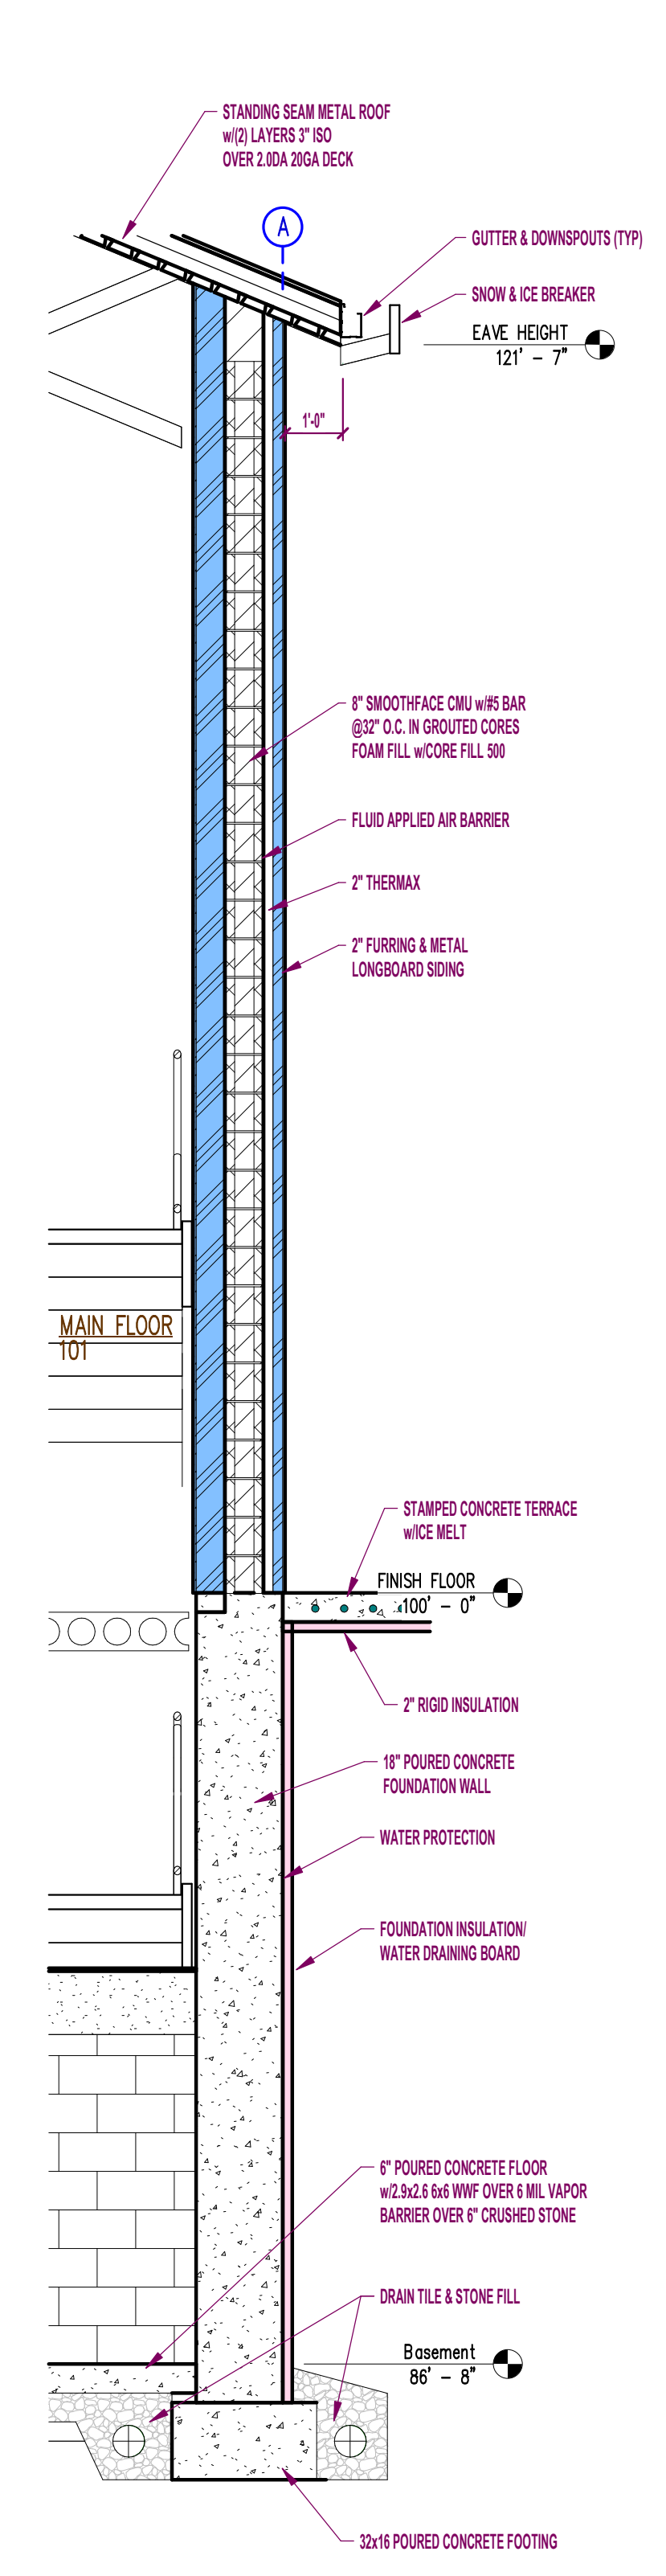 STANDING SEAM METAL ROOF
w/(2) LAYERS 3" ISO
OVER 2.0DA 20GA DECK
A
GUTTER & DOWNSPOUTS (TYP)
SNOW & ICE BREAKER
EAVE HEIGHT
121' - 7"
1'-0"
8" SMOOTHFACE CMU w/#5 BAR
@32" O.C. IN GROUTED CORES
FOAM FILL w/CORE FILL 500
FLUID APPLIED AIR BARRIER
2" THERMAX
2" FURRING & METAL
LONGBOARD SIDING
MAIN FLOOR
101
STAMPED CONCRETE TERRACE
w/ICE MELT
FINISH FLOOR
100' - 0"
2" RIGID INSULATION
18" POURED CONCRETE
FOUNDATION WALL
WATER PROTECTION
FOUNDATION INSULATION/
WATER DRAINING BOARD
6" POURED CONCRETE FLOOR
w/2.9x2.6 6x6 WWF OVER 6 MIL VAPOR
BARRIER OVER 6" CRUSHED STONE
DRAIN TILE & STONE FILL
Basement
86' - 8"
32x16 POURED CONCRETE FOOTING